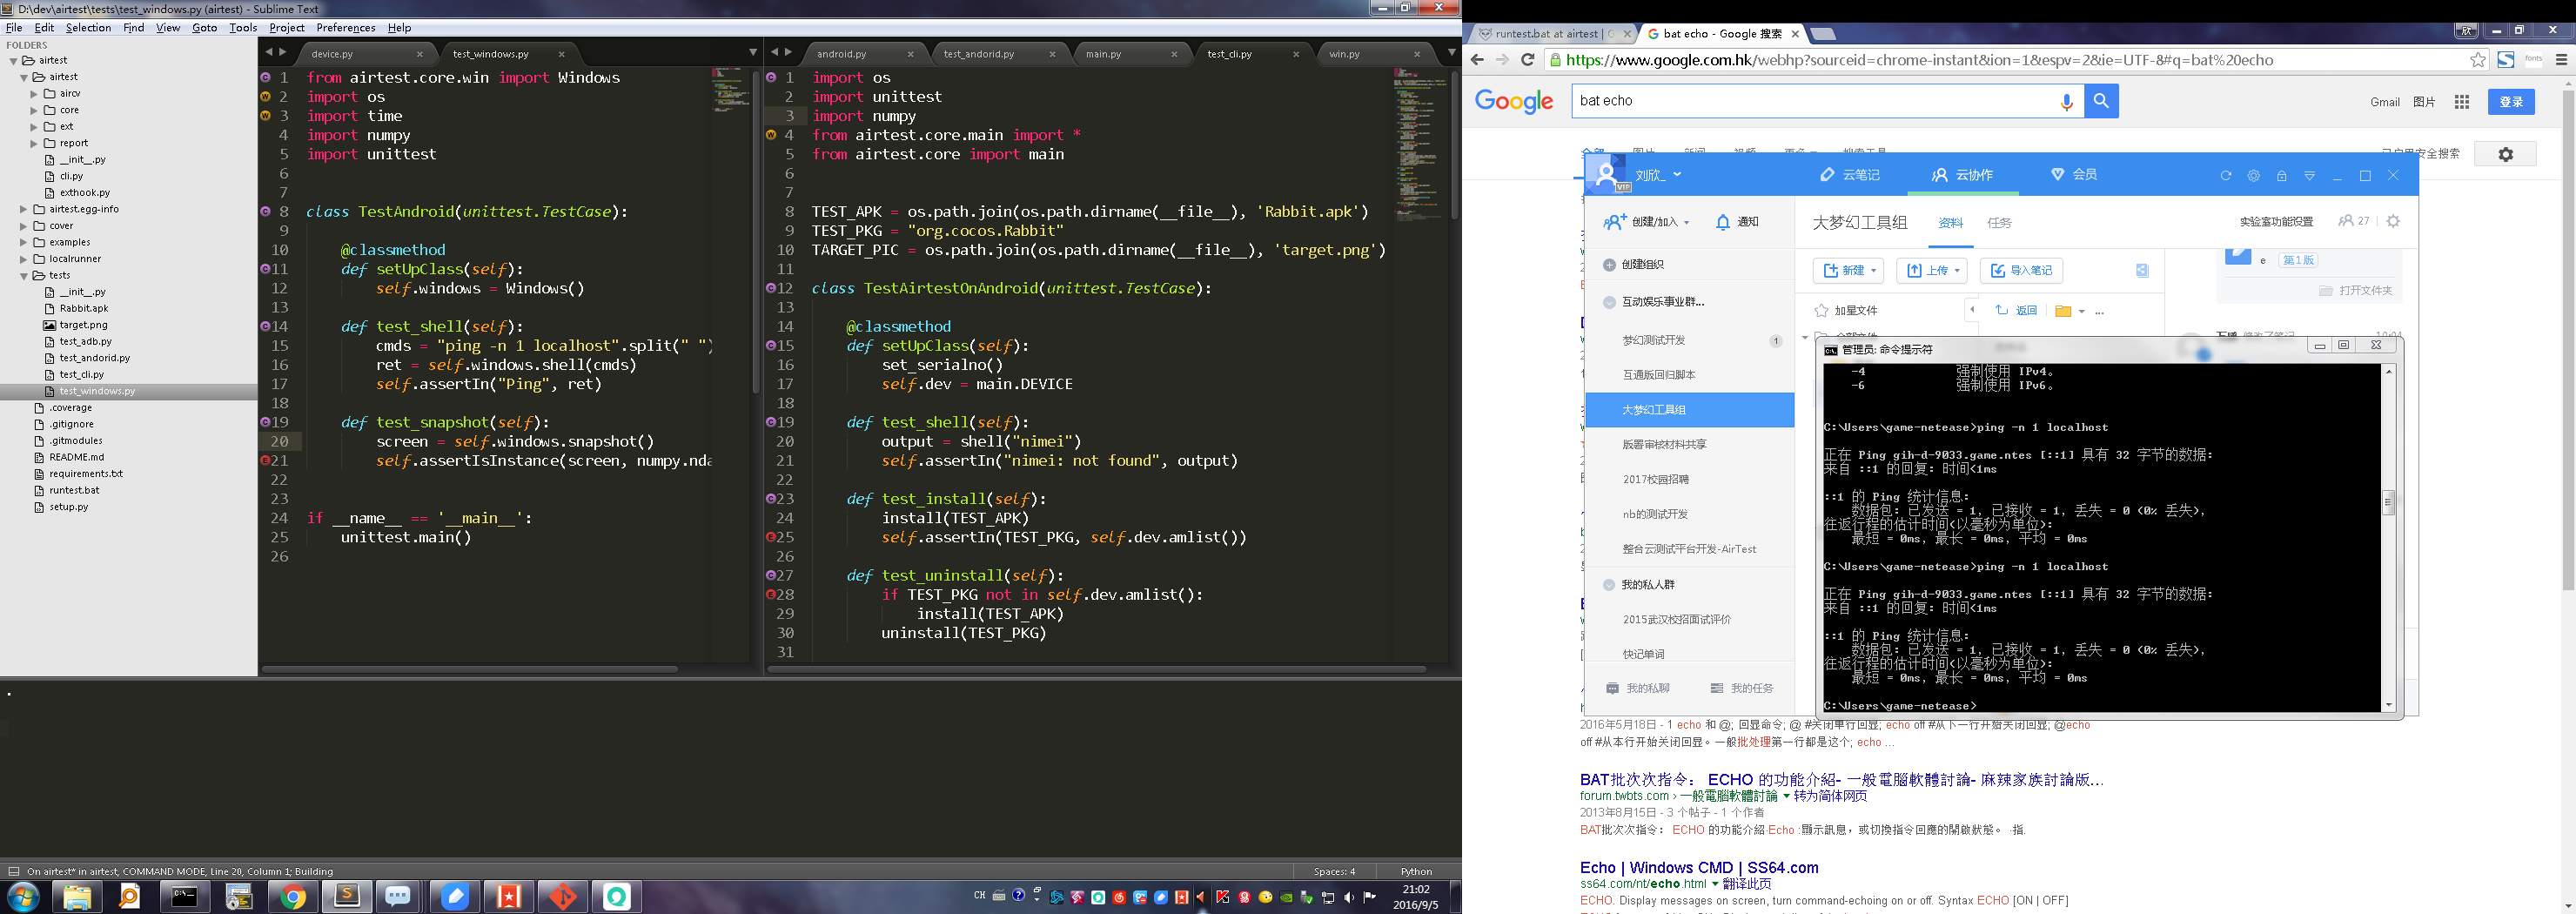 D:\dev\airtest\tests\test_windows.py (airtest) - Sublime Text
File Edit Selection Find View Goto Tools Project Preferences Help
FOLDERS
airtest
airtest
aircv
core
ext
report
__init__.py
cli.py
exthook.py
airtest.egg-info
cover
examples
localrunner
tests
__init__.py
Rabbit.apk
target.png
test_adb.py
test_andorid.py
test_cli.py
test_windows.py
.coverage
.gitignore
.gitmodules
README.md
requirements.txt
runtest.bat
setup.py
device.py test_windows.py
1 from airtest.core.win import Windows
2 import os
3 import time
4 import numpy
5 import unittest
6
7
8 class TestAndroid(unittest.TestCase):
9
10 @classmethod
11 def setUpClass(self):
12 self.windows = Windows()
13
14 def test_shell(self):
15 cmds = "ping -n 1 localhost".split(" ")
16 ret = self.windows.shell(cmds)
17 self.assertIn("Ping", ret)
18
19 def test_snapshot(self):
20 screen = self.windows.snapshot()
21 self.assertIsInstance(screen, numpy.nda
22
23
24 if __name__ == '__main__':
25 unittest.main()
26
android.py test_andorid.py main.py test_cli.py win.py
1 import os
2 import unittest
3 import numpy
4 from airtest.core.main import *
5 from airtest.core import main
6
7
8 TEST_APK = os.path.join(os.path.dirname(__file__), 'Rabbit.apk')
9 TEST_PKG = "org.cocos.Rabbit"
10 TARGET_PIC = os.path.join(os.path.dirname(__file__), 'target.png')
11
12 class TestAirtestOnAndroid(unittest.TestCase):
13
14 @classmethod
15 def setUpClass(self):
16 set_serialno()
17 self.dev = main.DEVICE
18
19 def test_shell(self):
20 output = shell("nimei")
21 self.assertIn("nimei: not found", output)
22
23 def test_install(self):
24 install(TEST_APK)
25 self.assertIn(TEST_PKG, self.dev.amlist())
26
27 def test_uninstall(self):
28 if TEST_PKG not in self.dev.amlist():
29 install(TEST_APK)
30 uninstall(TEST_PKG)
31
On airtest* in airtest, COMMAND MODE, Line 20, Column 1; Building Spaces: 4 Python
CH 21:02
2016/9/5
runtest.bat at airtest | G bat echo - Google 搜索 欣
https://www.google.com.hk/webhp?sourceid=chrome-instant&ion=1&espv=2&ie=UTF-8#q=bat%20echo
Google bat echo Gmail 图片 登录
刘欣_ 云笔记 云协作 会员
VIP
创建/加入 通知
创建组织
互动娱乐事业群...
梦幻测试开发 1
互通版回归脚本
大梦幻工具组
版署审核材料共享
2017校园招聘
nb的测试开发
整合云测试平台开发-AirTest
我的私人群
2015武汉校招面试评价
快记单词
我的私聊 我的任务
大梦幻工具组 资料 任务 实验室功能设置 27
新建 上传 导入笔记
加星文件 返回 ...
e 第1版
打开文件夹
管理员: 命令提示符
-4 强制使用 IPv4。
-6 强制使用 IPv6。
C:\Users\game-netease>ping -n 1 localhost
正在 Ping gih-d-9033.game.ntes [::1] 具有 32 字节的数据:
来自 ::1 的回复: 时间<1ms
::1 的 Ping 统计信息:
数据包: 已发送 = 1, 已接收 = 1, 丢失 = 0 (0% 丢失),
往返行程的估计时间(以毫秒为单位):
最短 = 0ms, 最长 = 0ms, 平均 = 0ms
C:\Users\game-netease>ping -n 1 localhost
正在 Ping gih-d-9033.game.ntes [::1] 具有 32 字节的数据:
来自 ::1 的回复: 时间<1ms
::1 的 Ping 统计信息:
数据包: 已发送 = 1, 已接收 = 1, 丢失 = 0 (0% 丢失),
往返行程的估计时间(以毫秒为单位):
最短 = 0ms, 最长 = 0ms, 平均 = 0ms
C:\Users\game-netease>
2016年5月18日 - 1 echo 和 @; 回显命令; @ #关闭单行回显; echo off #从下一行开始关闭回显; @echo
off #从本行开始关闭回显。一般批处理第一行都是这个; echo ...
BAT批次次指令： ECHO 的功能介紹- 一般電腦軟體討論- 麻辣家族討論版...
forum.twbts.com › 一般電腦軟體討論 转为简体网页
2013年8月15日 - 3 个帖子 - 1 个作者
BAT批次次指令： ECHO 的功能介紹·Echo :顯示訊息，或切換指令回應的開啟狀態。 ·指.
Echo | Windows CMD | SS64.com
ss64.com/nt/echo.html 翻译此页
ECHO. Display messages on screen, turn command-echoing on or off. Syntax ECHO [ON | OFF]